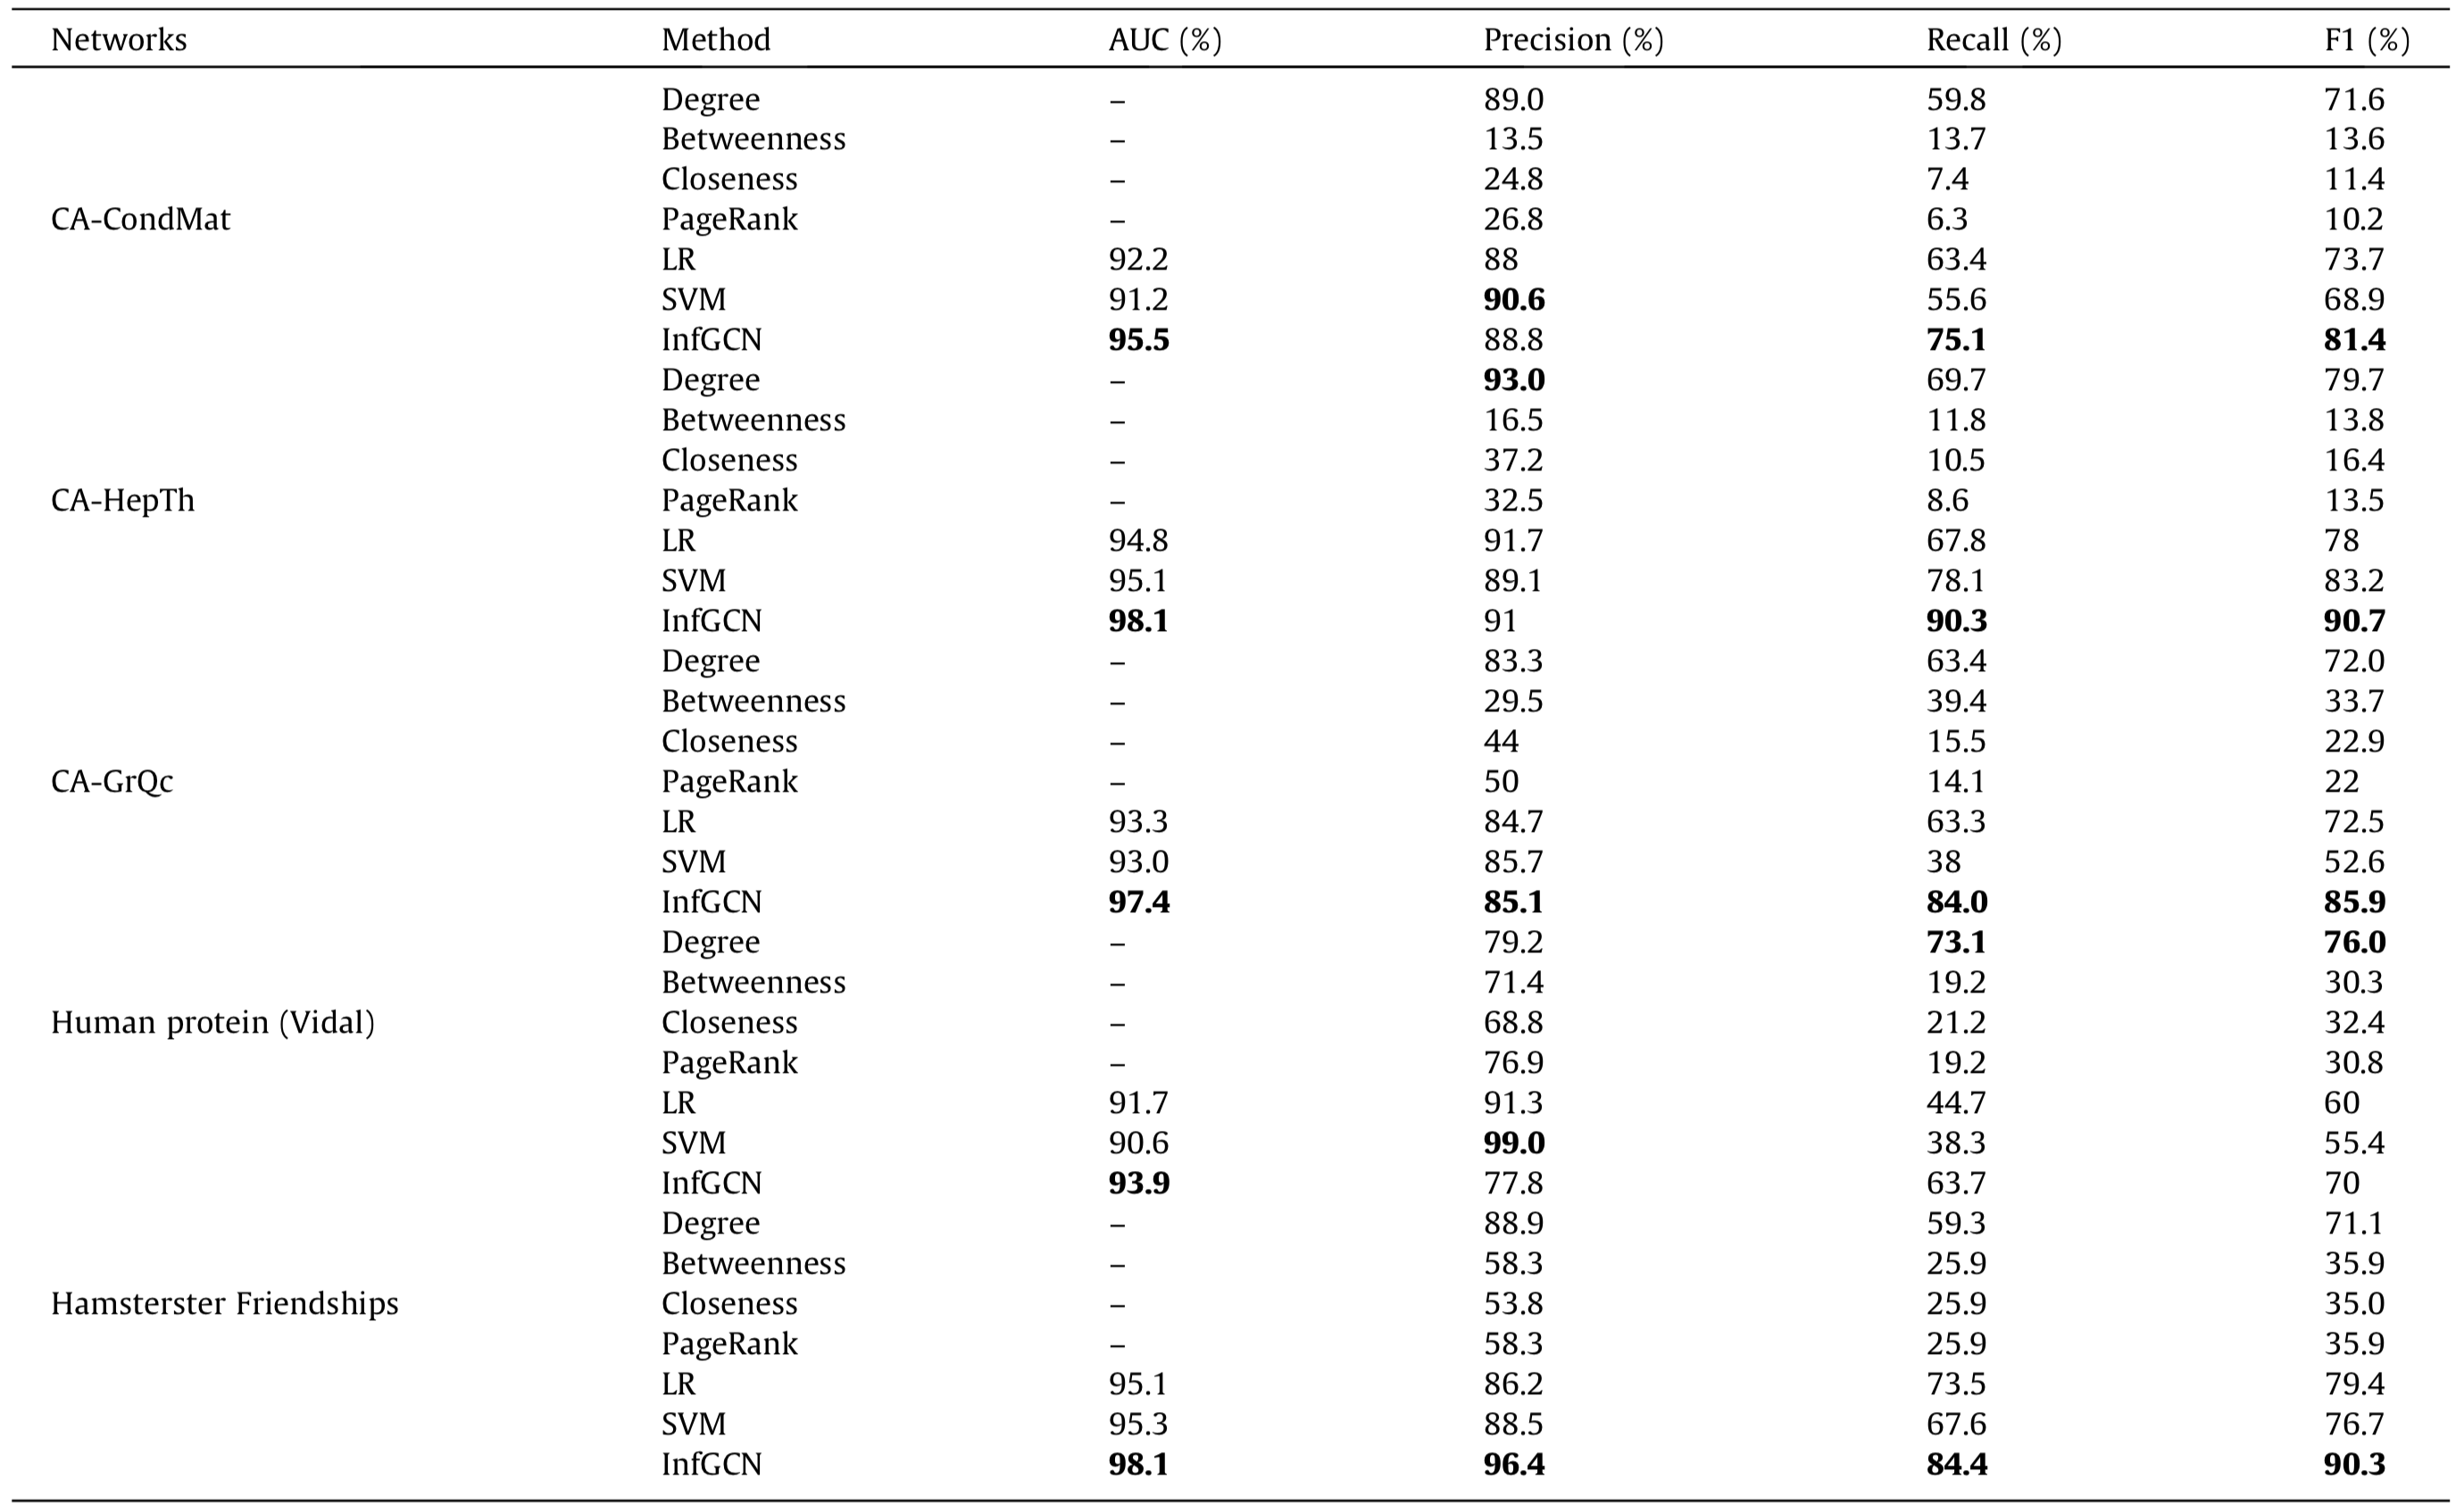 Networks Method AUC (%) Precision (%) Recall (%) F1 (%)
Degree – 89.0 59.8 71.6
Betweenness – 13.5 13.7 13.6
Closeness – 24.8 7.4 11.4
CA-CondMat PageRank – 26.8 6.3 10.2
LR 92.2 88 63.4 73.7
SVM 91.2 90.6 55.6 68.9
InfGCN 95.5 88.8 75.1 81.4
Degree – 93.0 69.7 79.7
Betweenness – 16.5 11.8 13.8
Closeness – 37.2 10.5 16.4
CA-HepTh PageRank – 32.5 8.6 13.5
LR 94.8 91.7 67.8 78
SVM 95.1 89.1 78.1 83.2
InfGCN 98.1 91 90.3 90.7
Degree – 83.3 63.4 72.0
Betweenness – 29.5 39.4 33.7
Closeness – 44 15.5 22.9
CA-GrQc PageRank – 50 14.1 22
LR 93.3 84.7 63.3 72.5
SVM 93.0 85.7 38 52.6
InfGCN 97.4 85.1 84.0 85.9
Degree – 79.2 73.1 76.0
Betweenness – 71.4 19.2 30.3
Human protein (Vidal) Closeness – 68.8 21.2 32.4
PageRank – 76.9 19.2 30.8
LR 91.7 91.3 44.7 60
SVM 90.6 99.0 38.3 55.4
InfGCN 93.9 77.8 63.7 70
Degree – 88.9 59.3 71.1
Betweenness – 58.3 25.9 35.9
Hamsterster Friendships Closeness – 53.8 25.9 35.0
PageRank – 58.3 25.9 35.9
LR 95.1 86.2 73.5 79.4
SVM 95.3 88.5 67.6 76.7
InfGCN 98.1 96.4 84.4 90.3